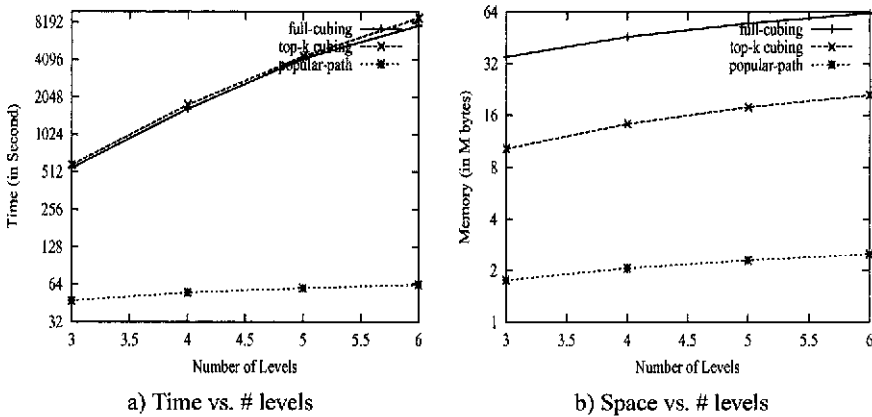 8192
4096
2048
1024
512
256
128
64
32
Time (in Second)
full-cubing
top-k cubing
popular-path
3
3.5
4
4.5
5
5.5
6
Number of Levels
a) Time vs. # levels
64
32
16
8
4
2
1
Memory (in M bytes)
full-cubing
top-k cubing
popular-path
3
3.5
4
4.5
5
5.5
6
Number of Levels
b) Space vs. # levels